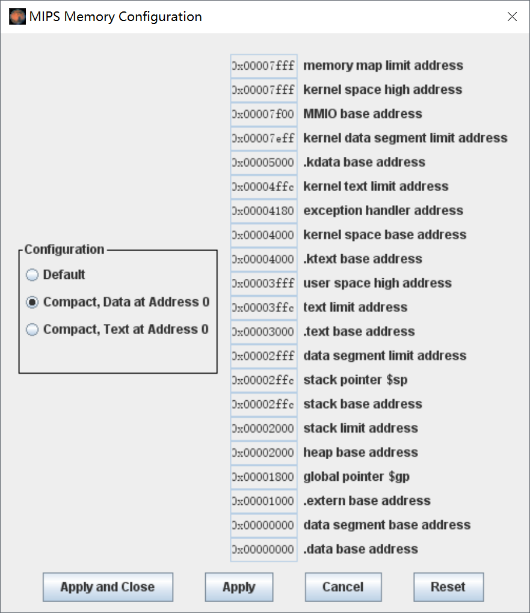 MIPS Memory Configuration
Configuration
Default
Compact, Data at Address 0
Compact, Text at Address 0
0x00007fff memory map limit address
0x00007fff kernel space high address
0x00007f00 MMIO base address
0x00007eff kernel data segment limit address
0x00005000 .kdata base address
0x00004ffc kernel text limit address
0x00004180 exception handler address
0x00004000 kernel space base address
0x00004000 .ktext base address
0x00003fff user space high address
0x00003ffc text limit address
0x00003000 .text base address
0x00002fff data segment limit address
0x00002ffc stack pointer $sp
0x00002ffc stack base address
0x00002000 stack limit address
0x00002000 heap base address
0x00001800 global pointer $gp
0x00001000 .extern base address
0x00000000 data segment base address
0x00000000 .data base address
Apply and Close Apply Cancel Reset